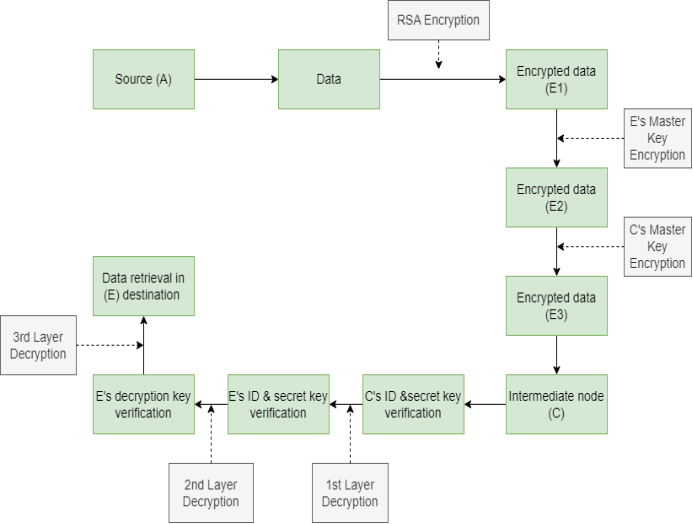 RSA Encryption
Source (A)
Data
Encrypted data
(E1)
E's Master
Key
Encryption
Encrypted data
(E2)
C's Master
Key
Encryption
Data retrieval in
(E) destination
Encrypted data
(E3)
3rd Layer
Decryption
E's decryption key
verification
E's ID & secret key
verification
C's ID &secret key
verification
Intermediate node
(C)
2nd Layer
Decryption
1st Layer
Decryption